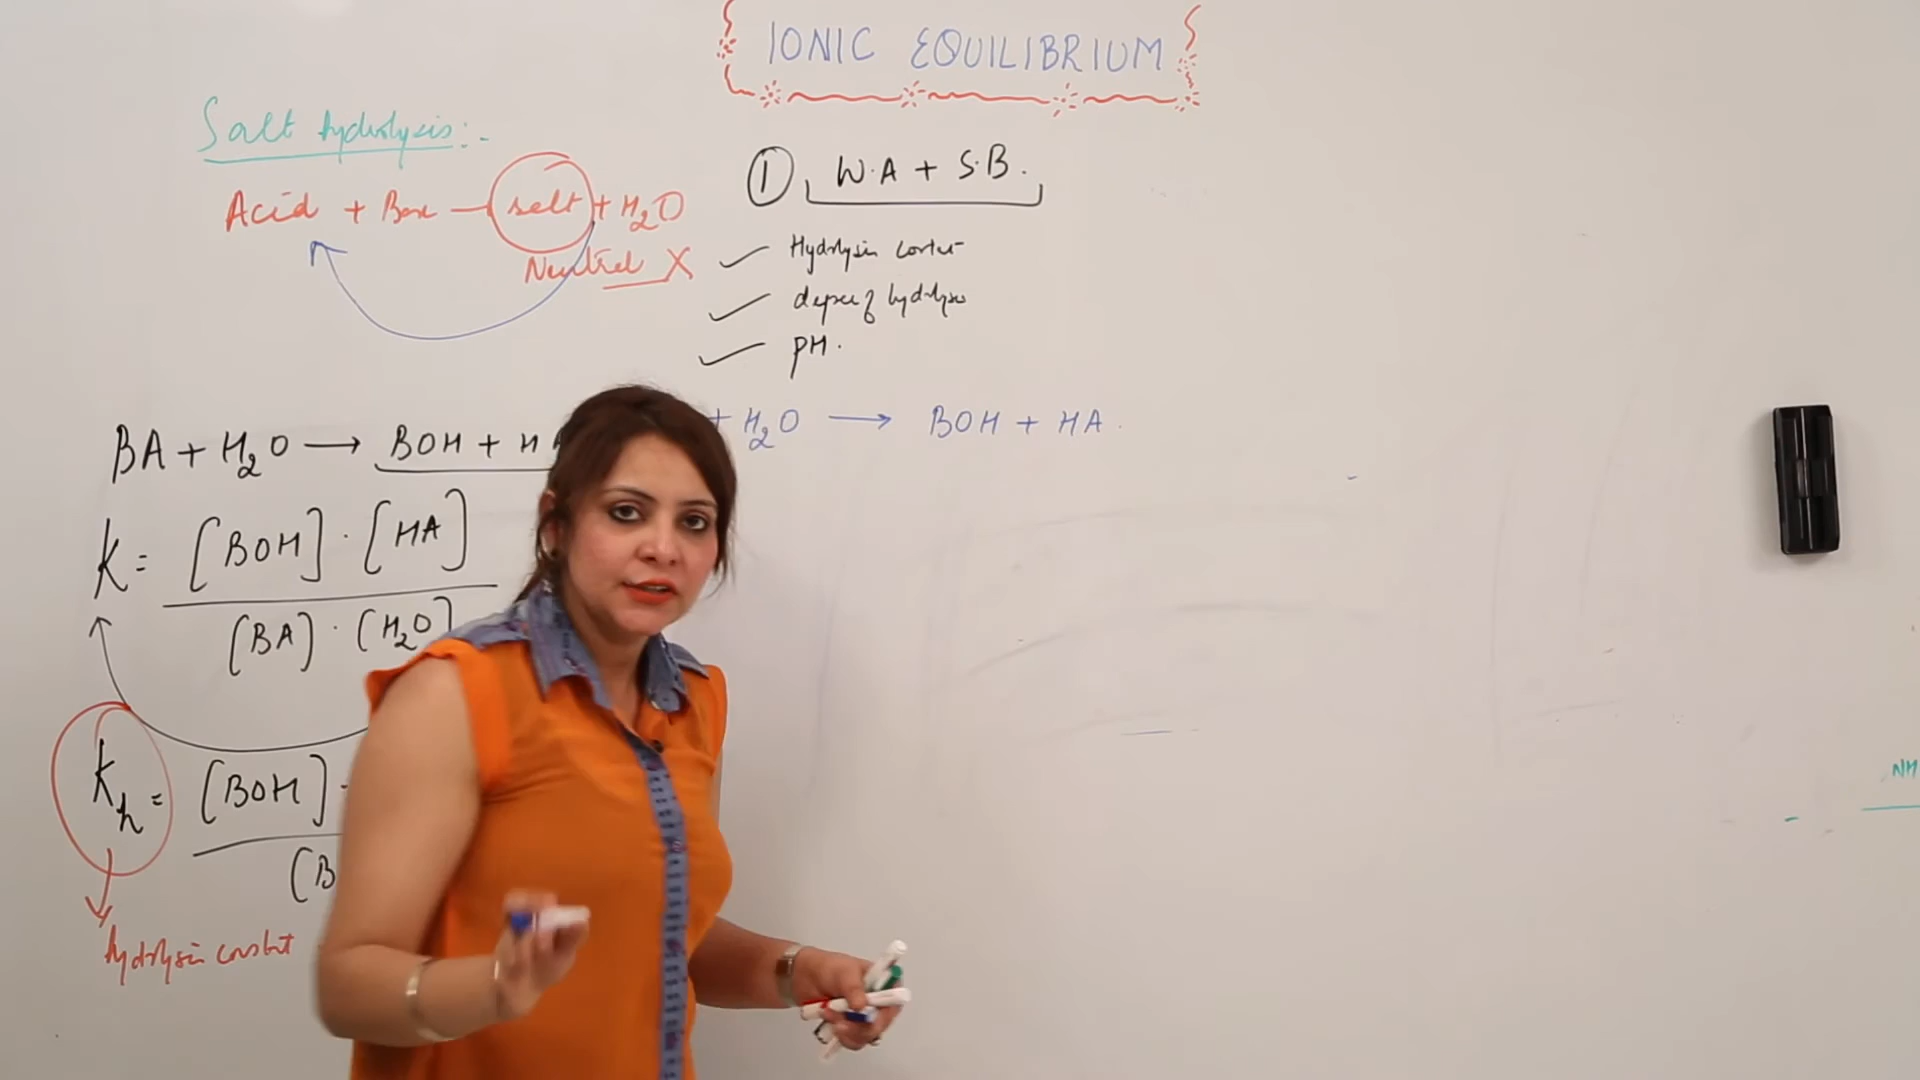 IONIC EQUILIBRIUM
Salt hydrolysis:-
Acid + Base — salt + H2O
Neutral X
① W.A + S.B.
Hydrolysis
degree of hydrolysis
PH.
BA + H2O → BOH + HA
K = [BOH] · [HA]
[BA] · [H2O]
Kh = [BOH] ·
[B
hydrolysis constant
+ H2O → BOH + HA.
NH